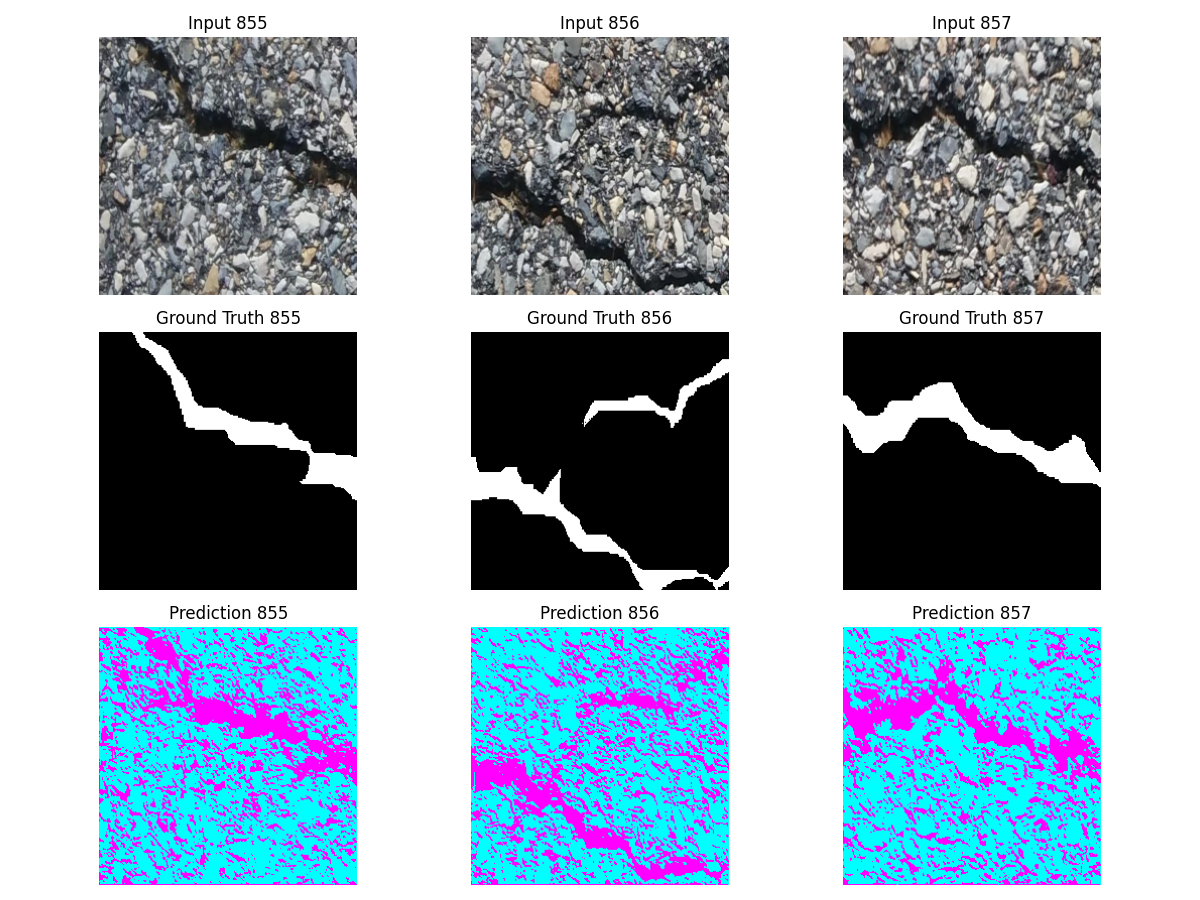 Input 855
Input 856
Input 857
Ground Truth 855
Ground Truth 856
Ground Truth 857
Prediction 855
Prediction 856
Prediction 857